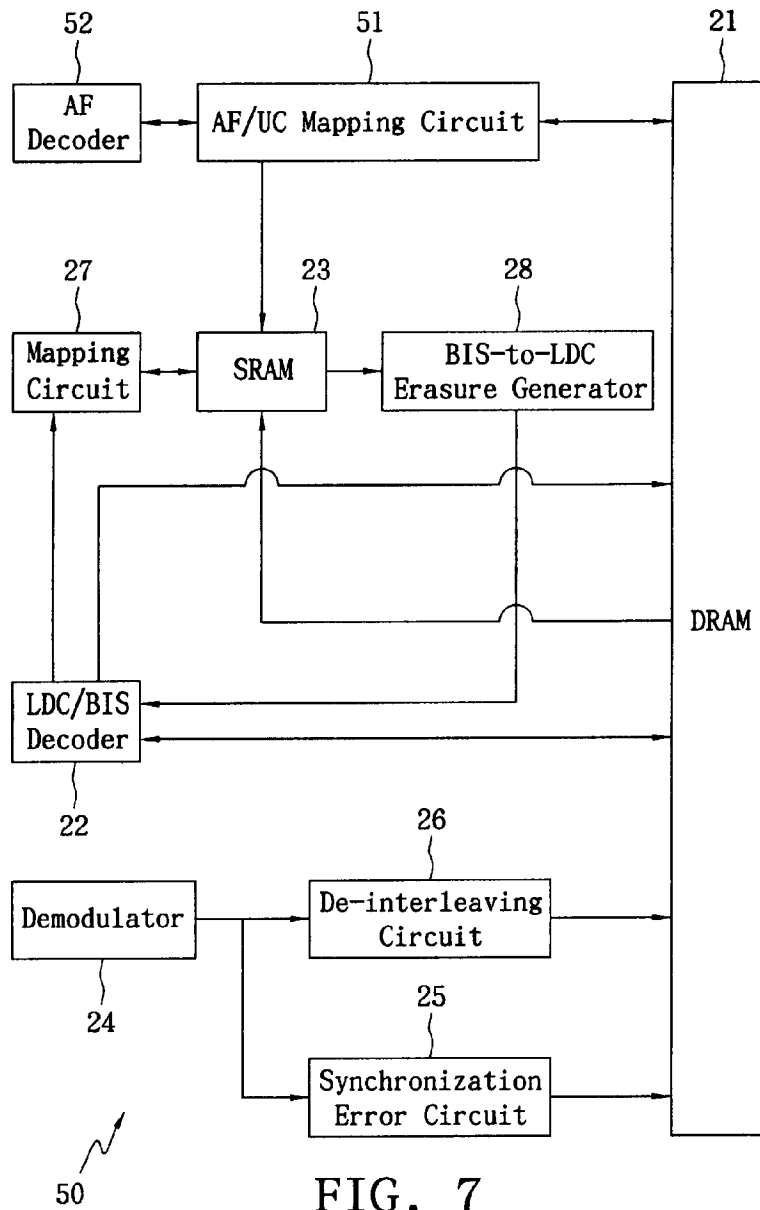 52
51
21
AF
Decoder
AF/UC Mapping Circuit
27
23
28
Mapping
Circuit
SRAM
BIS-to-LDC
Erasure Generator
DRAM
LDC/BIS
Decoder
22
26
Demodulator
De-interleaving
Circuit
24
25
Synchronization
Error Circuit
50
FIG. 7